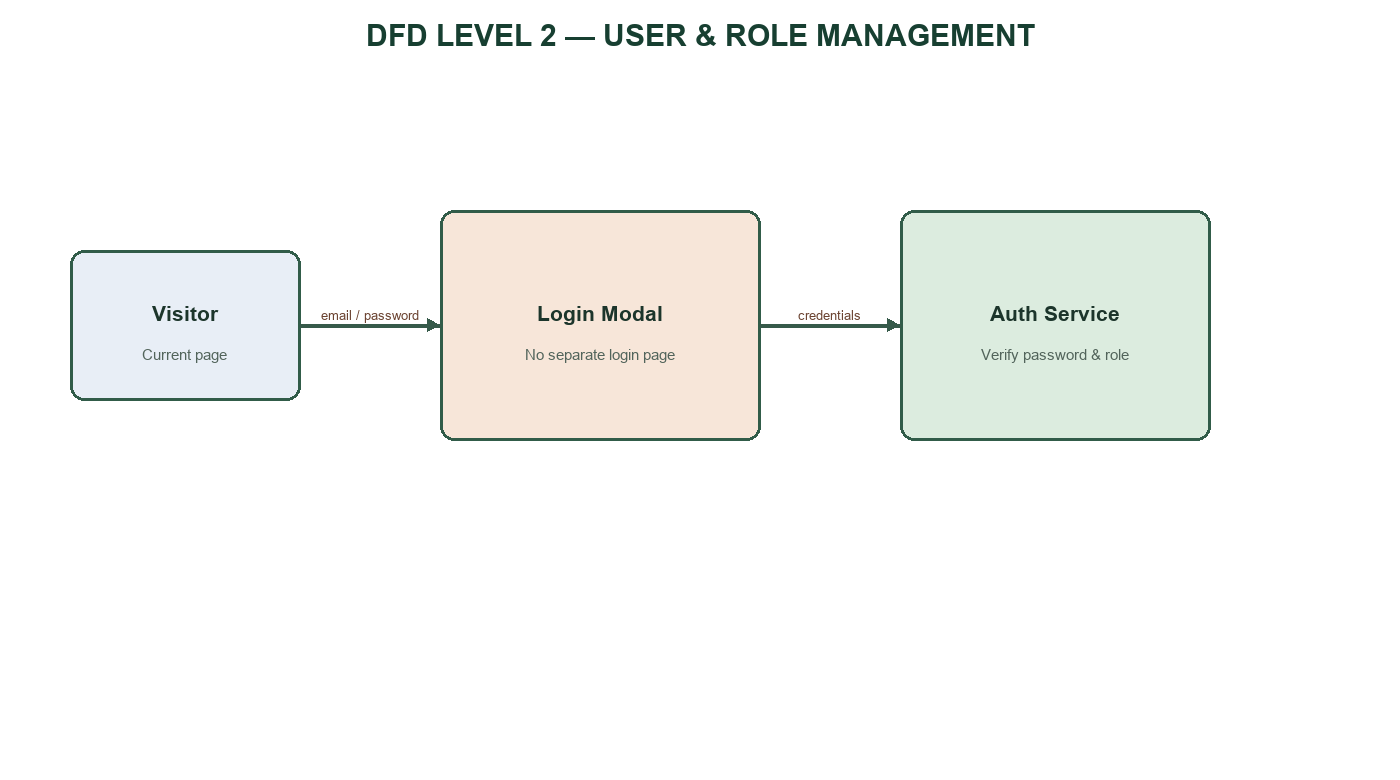 DFD LEVEL 2 — USER & ROLE MANAGEMENT
Visitor
Current page
email / password
Login Modal
No separate login page
credentials
Auth Service
Verify password & role